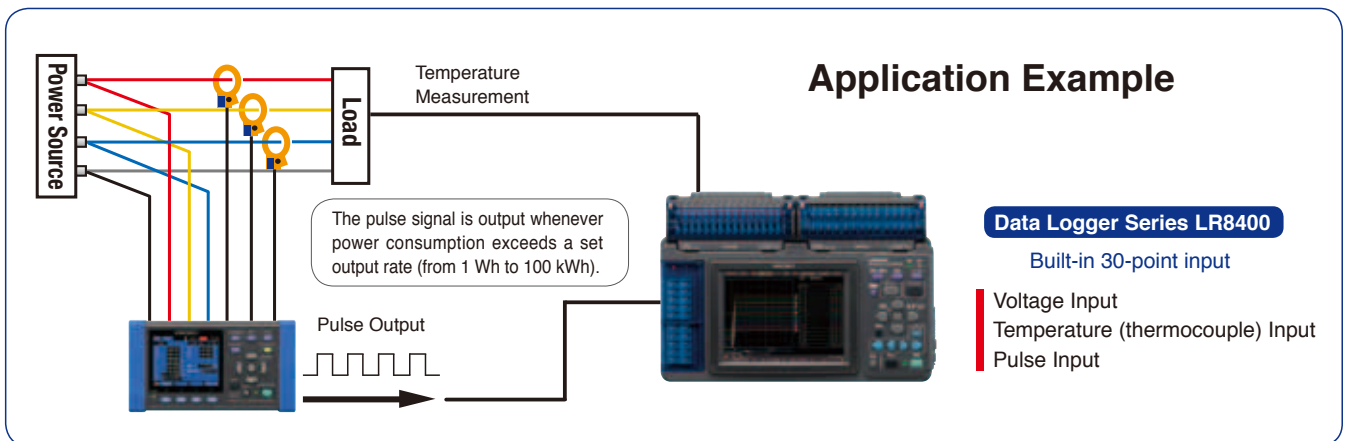 Application Example
Power Source
Load
Temperature
Measurement
The pulse signal is output whenever
power consumption exceeds a set
output rate (from 1 Wh to 100 kWh).
Pulse Output
Data Logger Series LR8400
Built-in 30-point input
Voltage Input
Temperature (thermocouple) Input
Pulse Input